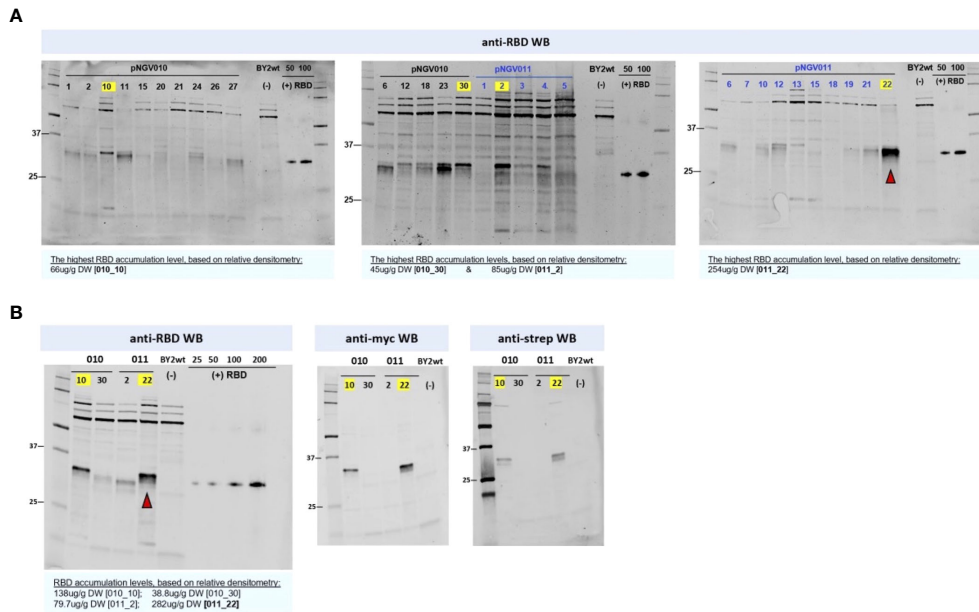 A
anti-RBD WB
pNGV010
BY2wt 50 100
1 2 10 11 15 20 21 24 26 27
(-) (+) RBD
37
25
The highest RBD accumulation level, based on relative densitometry:
66ug/g DW [010_10]
pNGV010 pNGV011
BY2wt 50 100
6 12 18 23 30 1 2 3 4 5
(-) (+) RBD
37
25
The highest RBD accumulation levels, based on relative densitometry:
45ug/g DW [010_30] & 85ug/g DW [011_2]
pNGV011
BY2wt 50 100
6 7 10 12 13 15 18 19 21 22
(-) (+) RBD
37
25
The highest RBD accumulation level, based on relative densitometry:
254ug/g DW [011_22]
B
anti-RBD WB
010 011 BY2wt 25 50 100 200
10 30 2 22 (-) (+) RBD
37
25
RBD accumulation levels, based on relative densitometry:
138ug/g DW [010_10]; 38.8ug/g DW [010_30]
79.7ug/g DW [011_2]; 282ug/g DW [011_22]
anti-myc WB
010 011 BY2wt
10 30 2 22 (-)
37
25
anti-strep WB
010 011 BY2wt
10 30 2 22 (-)
37
25